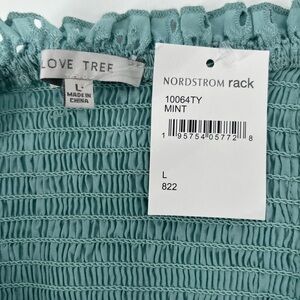 LOVE TREE
L
MADE IN
CHINA
NORDSTROM rack
10064TY
MINT
1 95754 05772 8
L
822